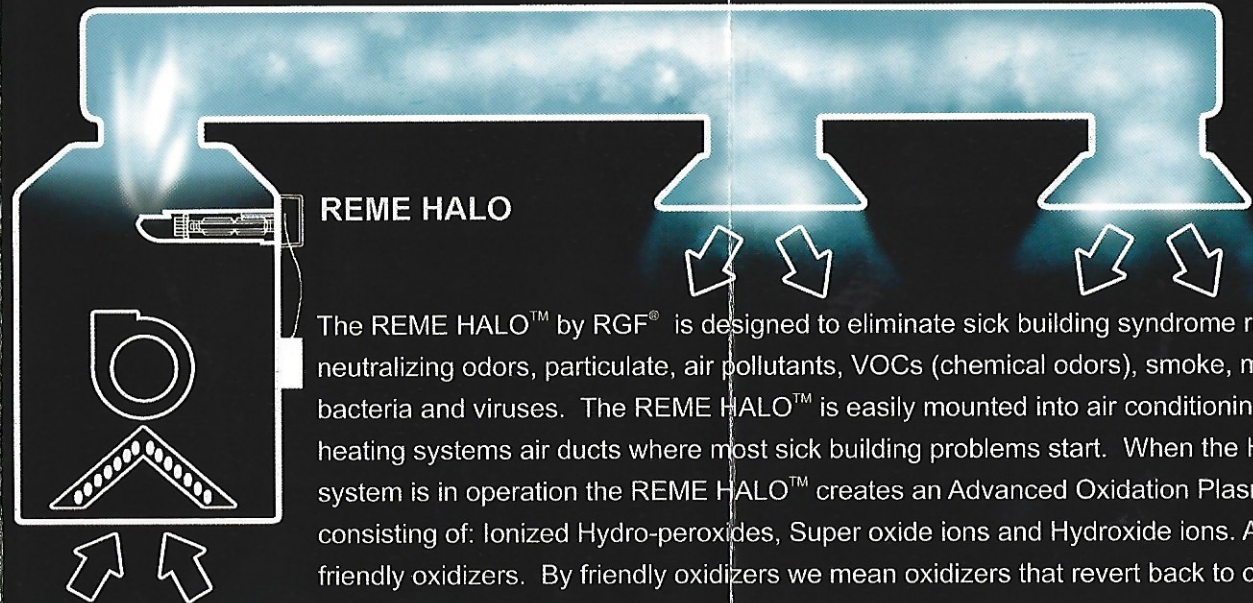 REME HALO
The REME HALO™ by RGF® is designed to eliminate sick building syndrome
neutralizing odors, particulate, air pollutants, VOCs (chemical odors), smoke,
bacteria and viruses. The REME HALO™ is easily mounted into air
heating systems air ducts where most sick building problems start. When the
system is in operation the REME HALO™ creates an Advanced Oxidation
consisting of: Ionized Hydro-peroxides, Super oxide ions and Hydroxide ions.
friendly oxidizers. By friendly oxidizers we mean oxidizers that revert back to